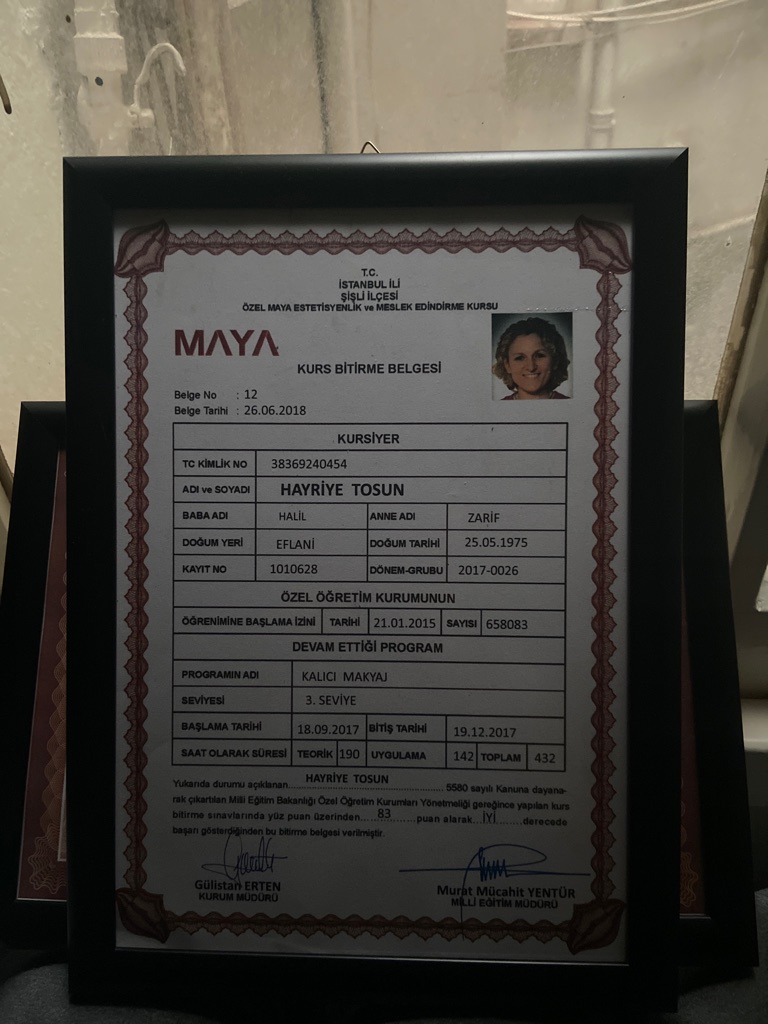 T.C.
İSTANBUL İLİ
ŞİŞLİ İLÇESİ
ÖZEL MAYA ESTETİSYENLİK ve MESLEK EDİNDİRME KURSU
MAYA
KURS BİTİRME BELGESİ
Belge No : 12
Belge Tarihi : 26.06.2018
KURSİYER
TC KİMLİK NO 38369240454
ADI ve SOYADI HAYRİYE TOSUN
BABA ADI HALİL ANNE ADI ZARİF
DOĞUM YERİ EFLANİ DOĞUM TARİHİ 25.05.1975
KAYIT NO 1010628 DÖNEM-GRUBU 2017-0026
ÖZEL ÖĞRETİM KURUMUNUN
ÖĞRENİMİNE BAŞLAMA İZİNİ TARİHİ 21.01.2015 SAYISI 658083
DEVAM ETTİĞİ PROGRAM
PROGRAMIN ADI KALICI MAKYAJ
SEVİYESİ 3. SEVİYE
BAŞLAMA TARİHİ 18.09.2017 BİTİŞ TARİHİ 19.12.2017
SAAT OLARAK SÜRESİ TEORİK 190 UYGULAMA 142 TOPLAM 432
Yukarıda durumu açıklanan HAYRİYE TOSUN 5580 sayılı Kanuna dayana-
rak çıkartılan Milli Eğitim Bakanlığı Özel Öğretim Kurumları Yönetmeliği gereğince yapılan kurs
bitirme sınavlarında yüz puan üzerinden... 83 ......puan alarak. İYİ ......derecede
başarı gösterdiğinden bu bitirme belgesi verilmiştir.
Gülistan ERTEN
KURUM MÜDÜRÜ
Murat Mücahit YENTÜR
MİLLİ EĞİTİM MÜDÜRÜ